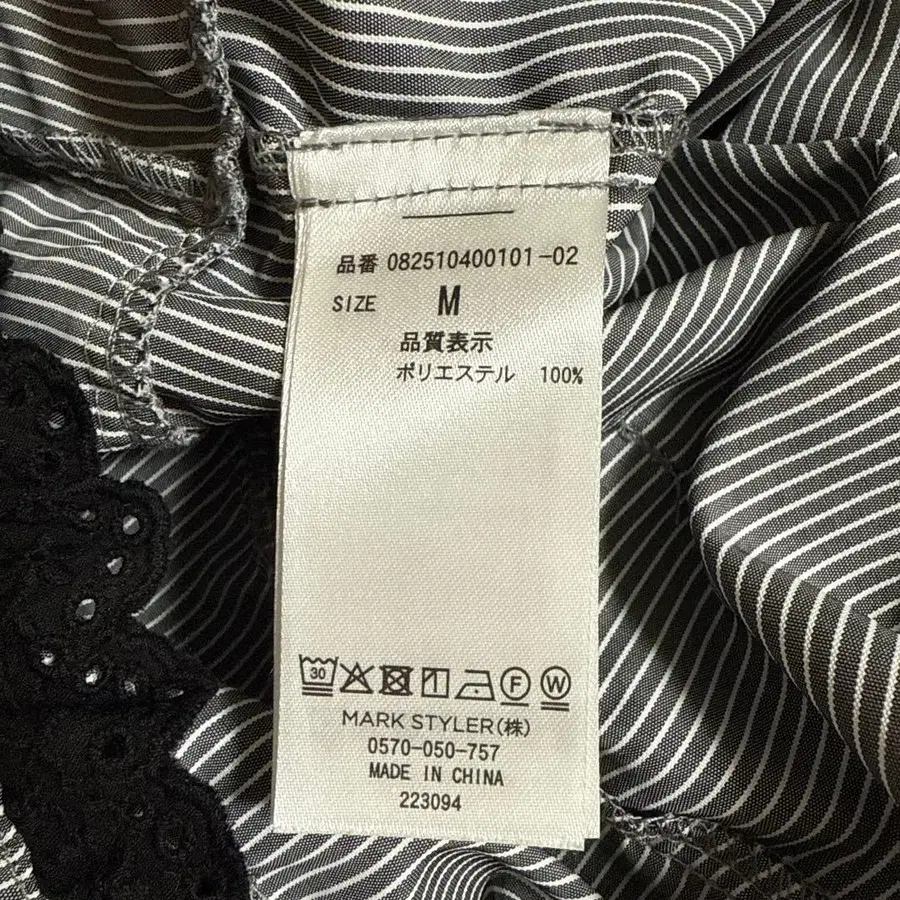 品番 082510400101-02
SIZE M
品質表示
ポリエステル 100%
30 F W
MARK STYLER(株)
0570-050-757
MADE IN CHINA
223094